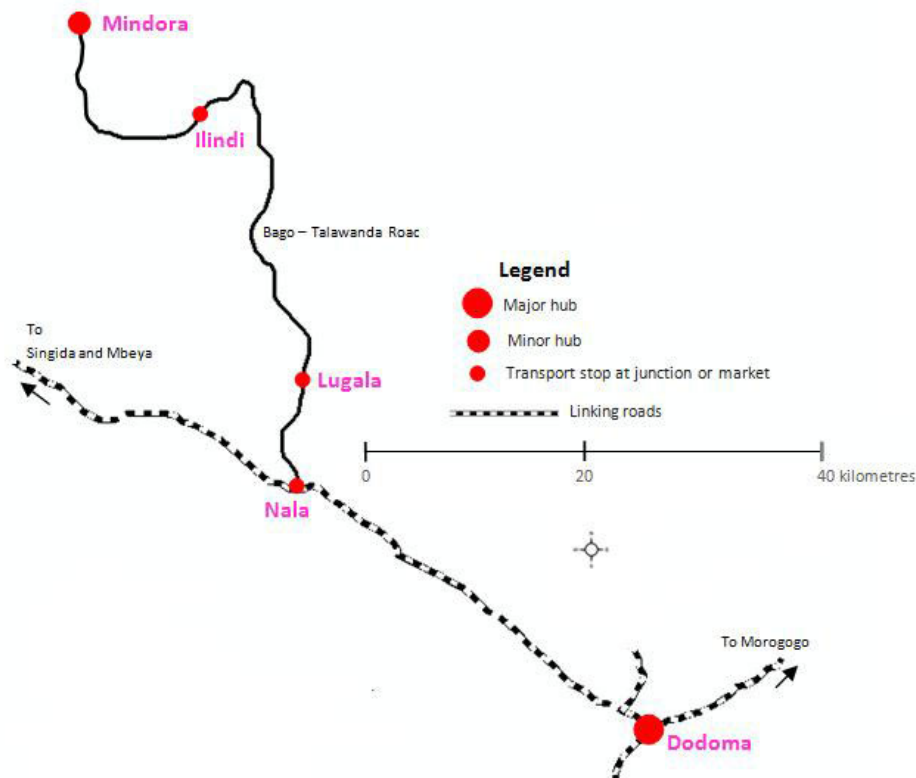 Mindora
Ilindi
Bago – Talawanda Roac
Legend
Major hub
Minor hub
Transport stop at junction or market
Linking roads
To
Singida and Mbeya
Lugala
0
20
40 kilometres
Nala
To Morogogo
Dodoma